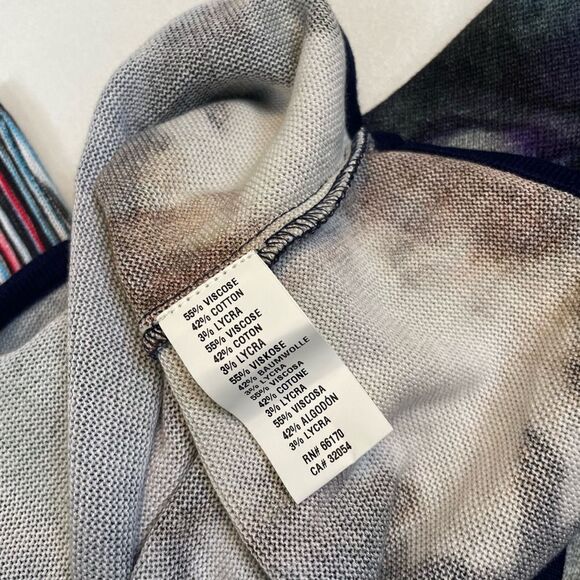 55% VISCOSE
42% COTTON
3% LYCRA
55% VISCOSE
42% COTON
3% LYCRA
55% VISKOSE
42% BAUMWOLLE
3% LYCRA
55% VISCOSA
42% COTONE
3% LYCRA
55% VISCOSA
42% ALGODÓN
3% LYCRA
RN# 66170
CA# 32054